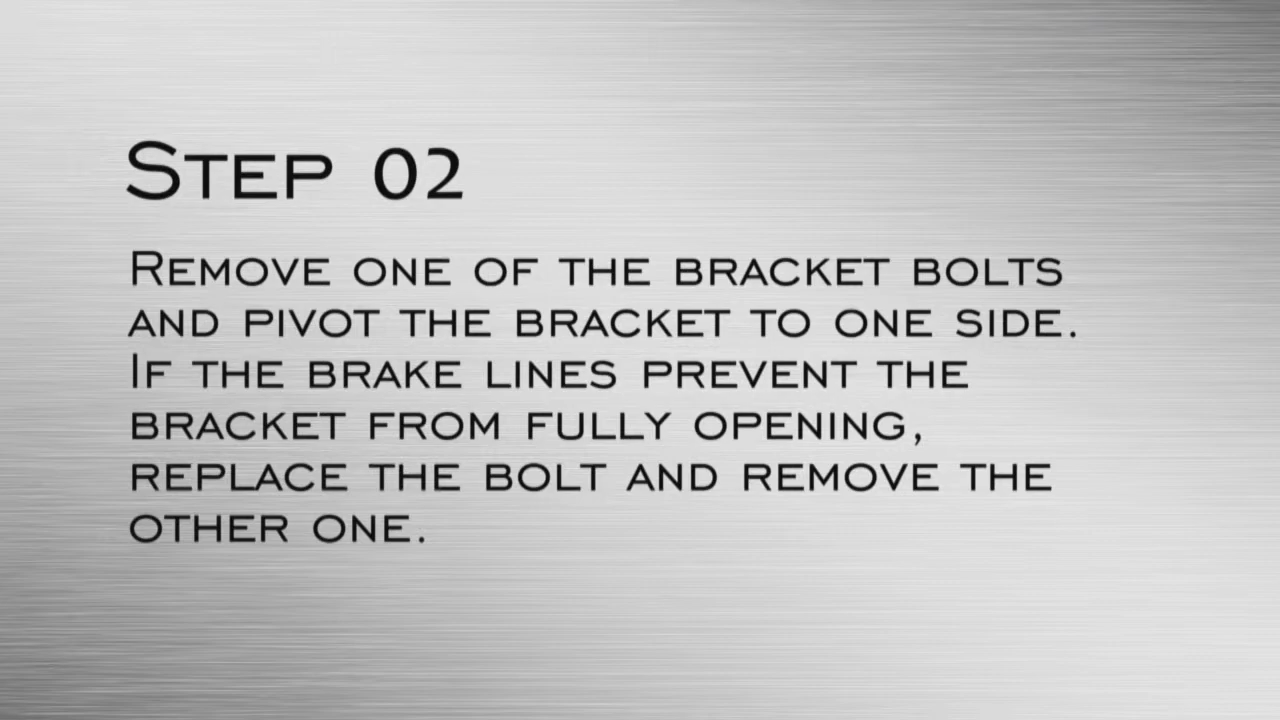 Step 02
Remove one of the bracket bolts
and pivot the bracket to one side.
If the brake lines prevent the
bracket from fully opening,
replace the bolt and remove the
other one.